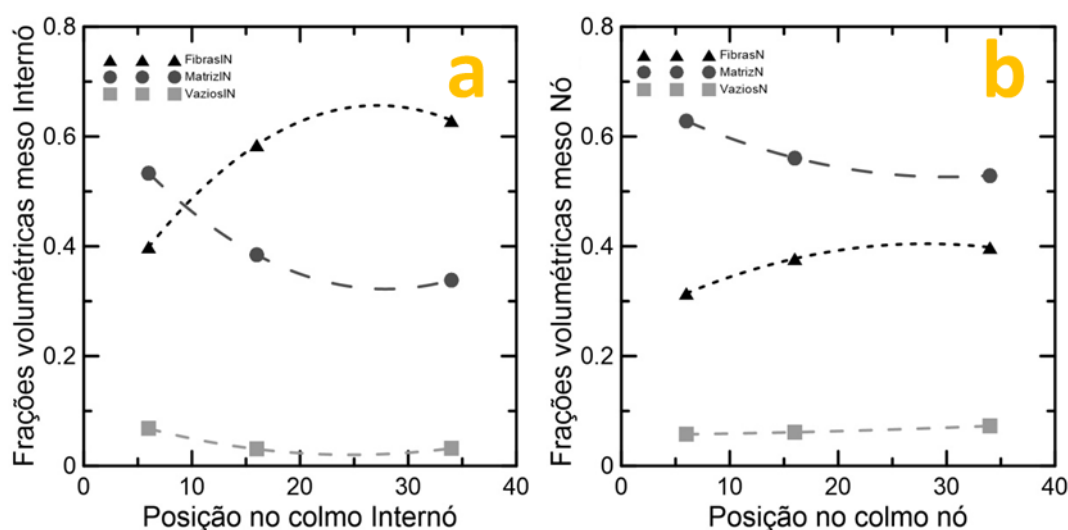 Frações volumétricas meso Internó
0.8
0.6
0.4
0.2
0
FibrasIN
MatrizIN
VaziosIN
a
0
10
20
30
40
Posição no colmo Internó
Frações volumétricas meso Nó
0.8
0.6
0.4
0.2
0
FibrasN
MatrizN
VaziosN
b
0
10
20
30
40
Posição no colmo nó